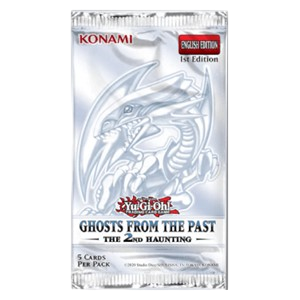 KONAMI
ENGLISH EDITION
1st Edition
Yu-Gi-Oh!
TRADING CARD GAME
GHOSTS FROM THE PAST
THE 2ND HAUNTING
5 CARDS
PER PACK